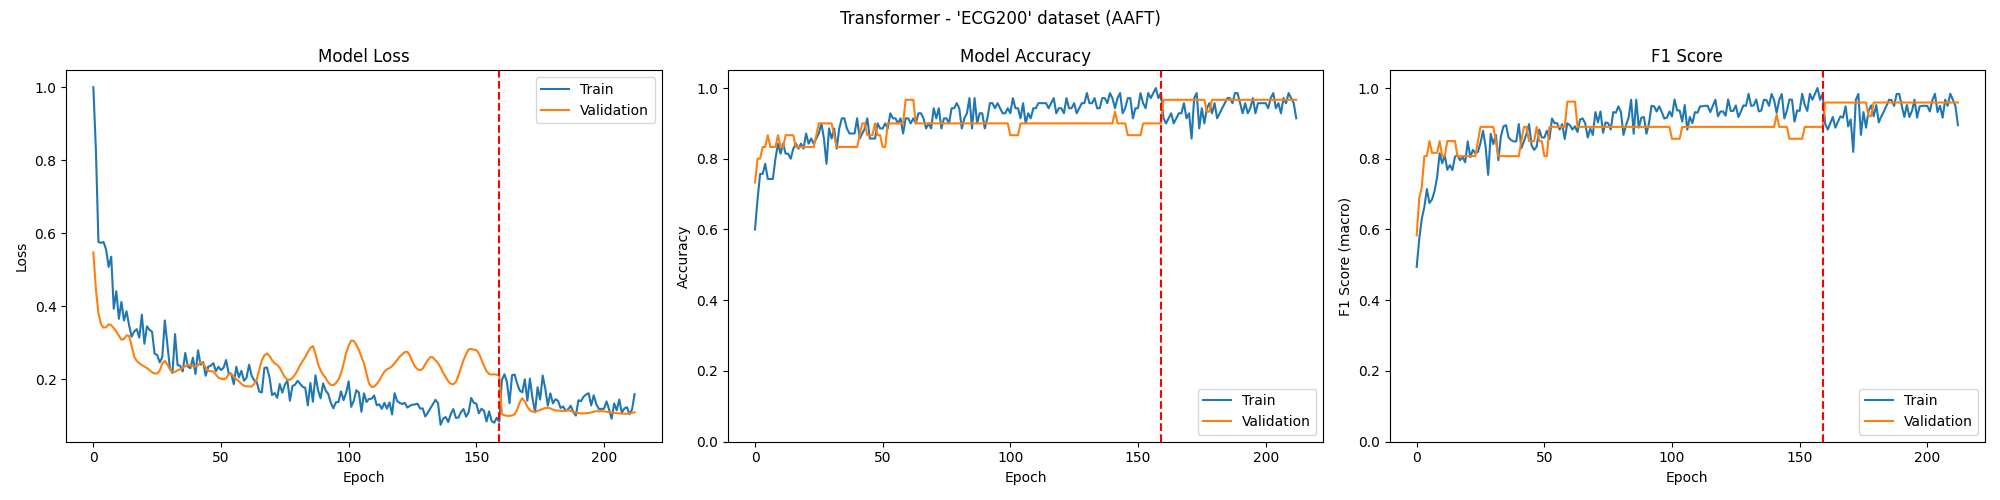 Transformer - 'ECG200' dataset (AAFT)
Model Loss
1.0
0.8
0.6
0.4
0.2
Loss
0
50
100
150
200
Epoch
Train
Validation
Model Accuracy
1.0
0.8
0.6
0.4
0.2
0.0
Accuracy
0
50
100
150
200
Epoch
Train
Validation
F1 Score
1.0
0.8
0.6
0.4
0.2
0.0
F1 Score (macro)
0
50
100
150
200
Epoch
Train
Validation